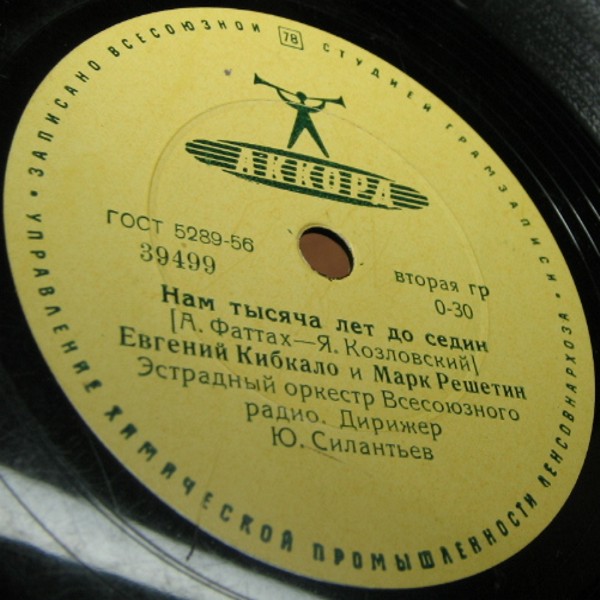 ЗАПИСАНО ВСЕСОЮЗНОЙ 78 СТУДИЕЙ ГРАМЗАПИСИ
АККОРД
ГОСТ 5289-56
39499
вторая гр
0-30
Нам тысяча лет до седин
(А. Фаттах—Я. Козловский)
Евгений Кибкало и Марк Решетин
Эстрадный оркестр Всесоюзного
радио. Дирижер
Ю. Силантьев
УПРАВЛЕНИЕ ХИМИЧЕСКОЙ ПРОМЫШЛЕННОСТИ ЛЕНСОВНАРХОЗА